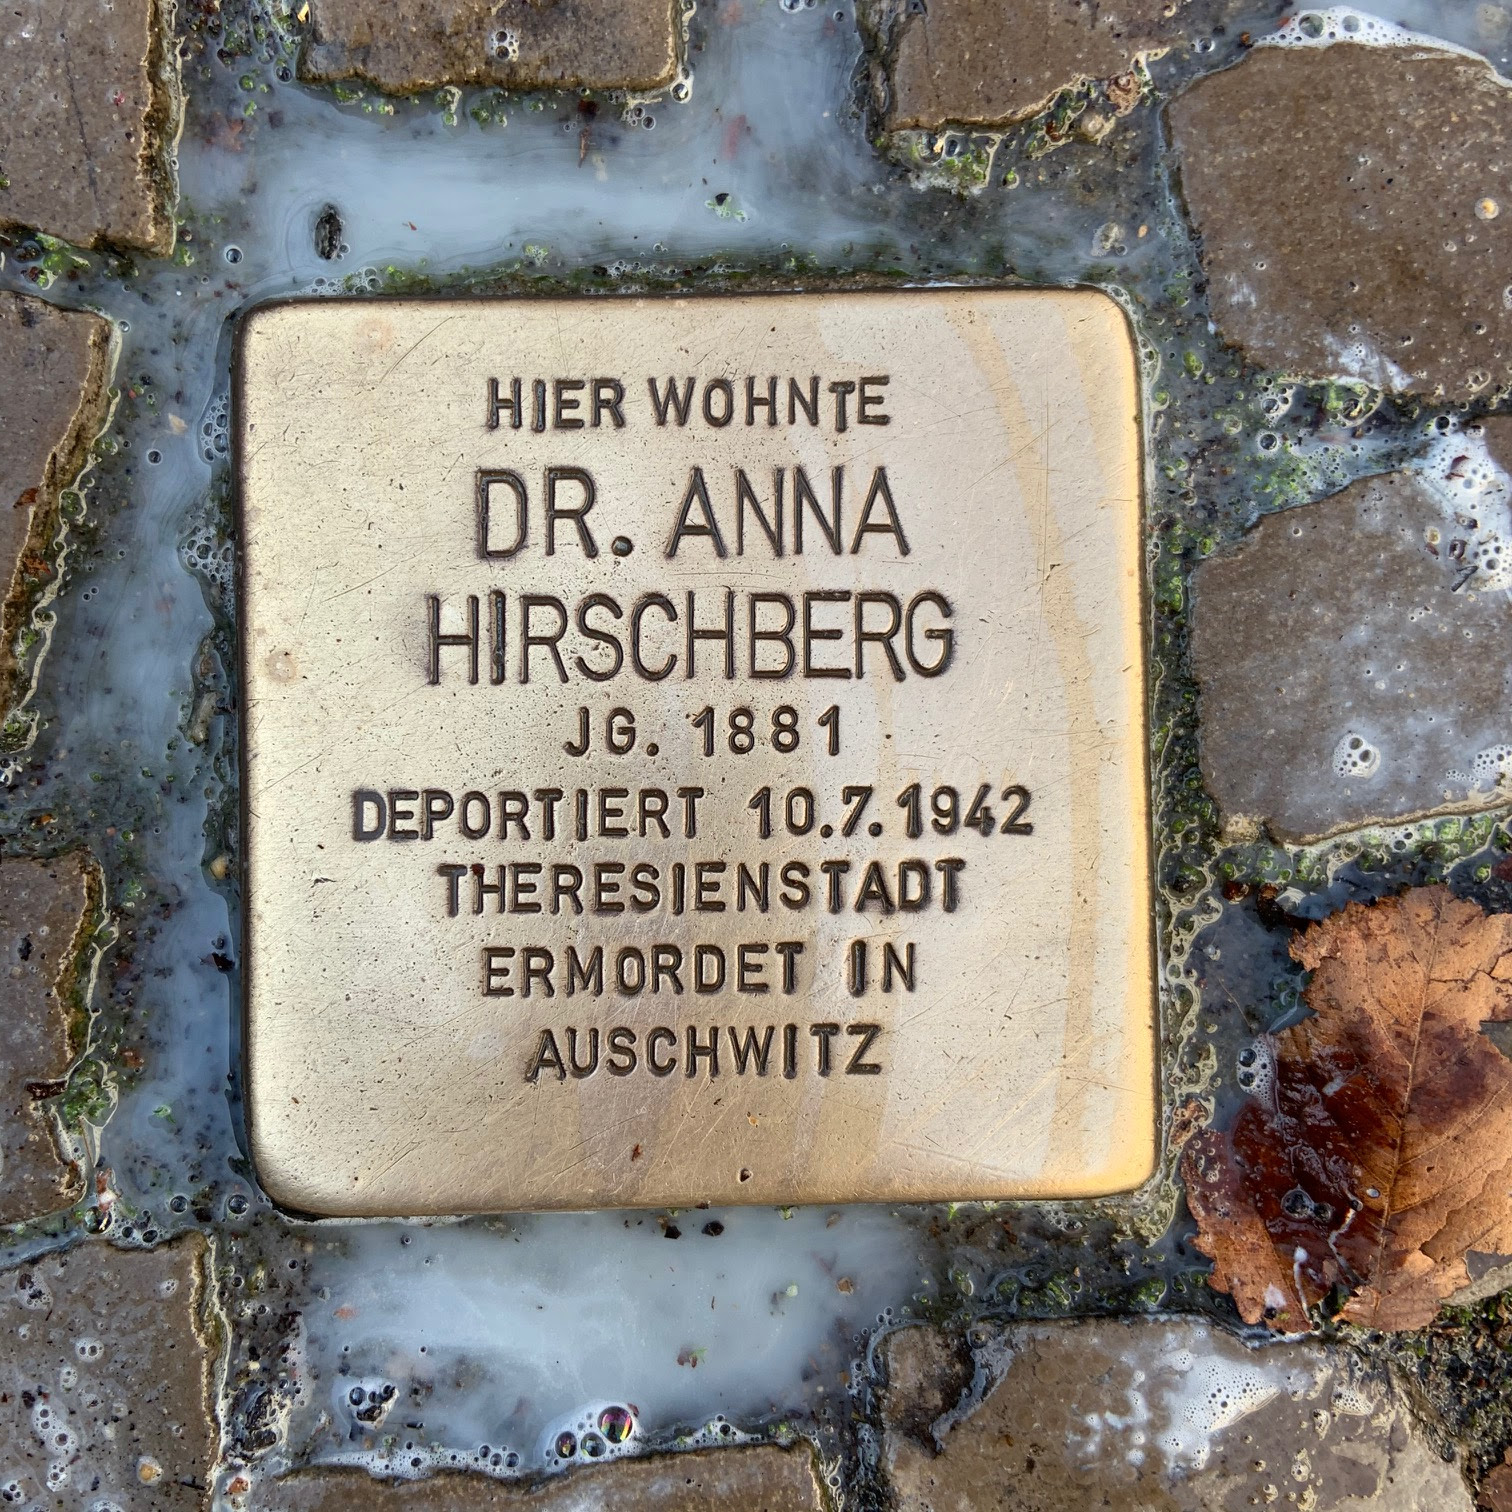 HIER WOHNTE
DR. ANNA
HIRSCHBERG
JG. 1881
DEPORTIERT 10.7.1942
THERESIENSTADT
ERMORDET IN
AUSCHWITZ